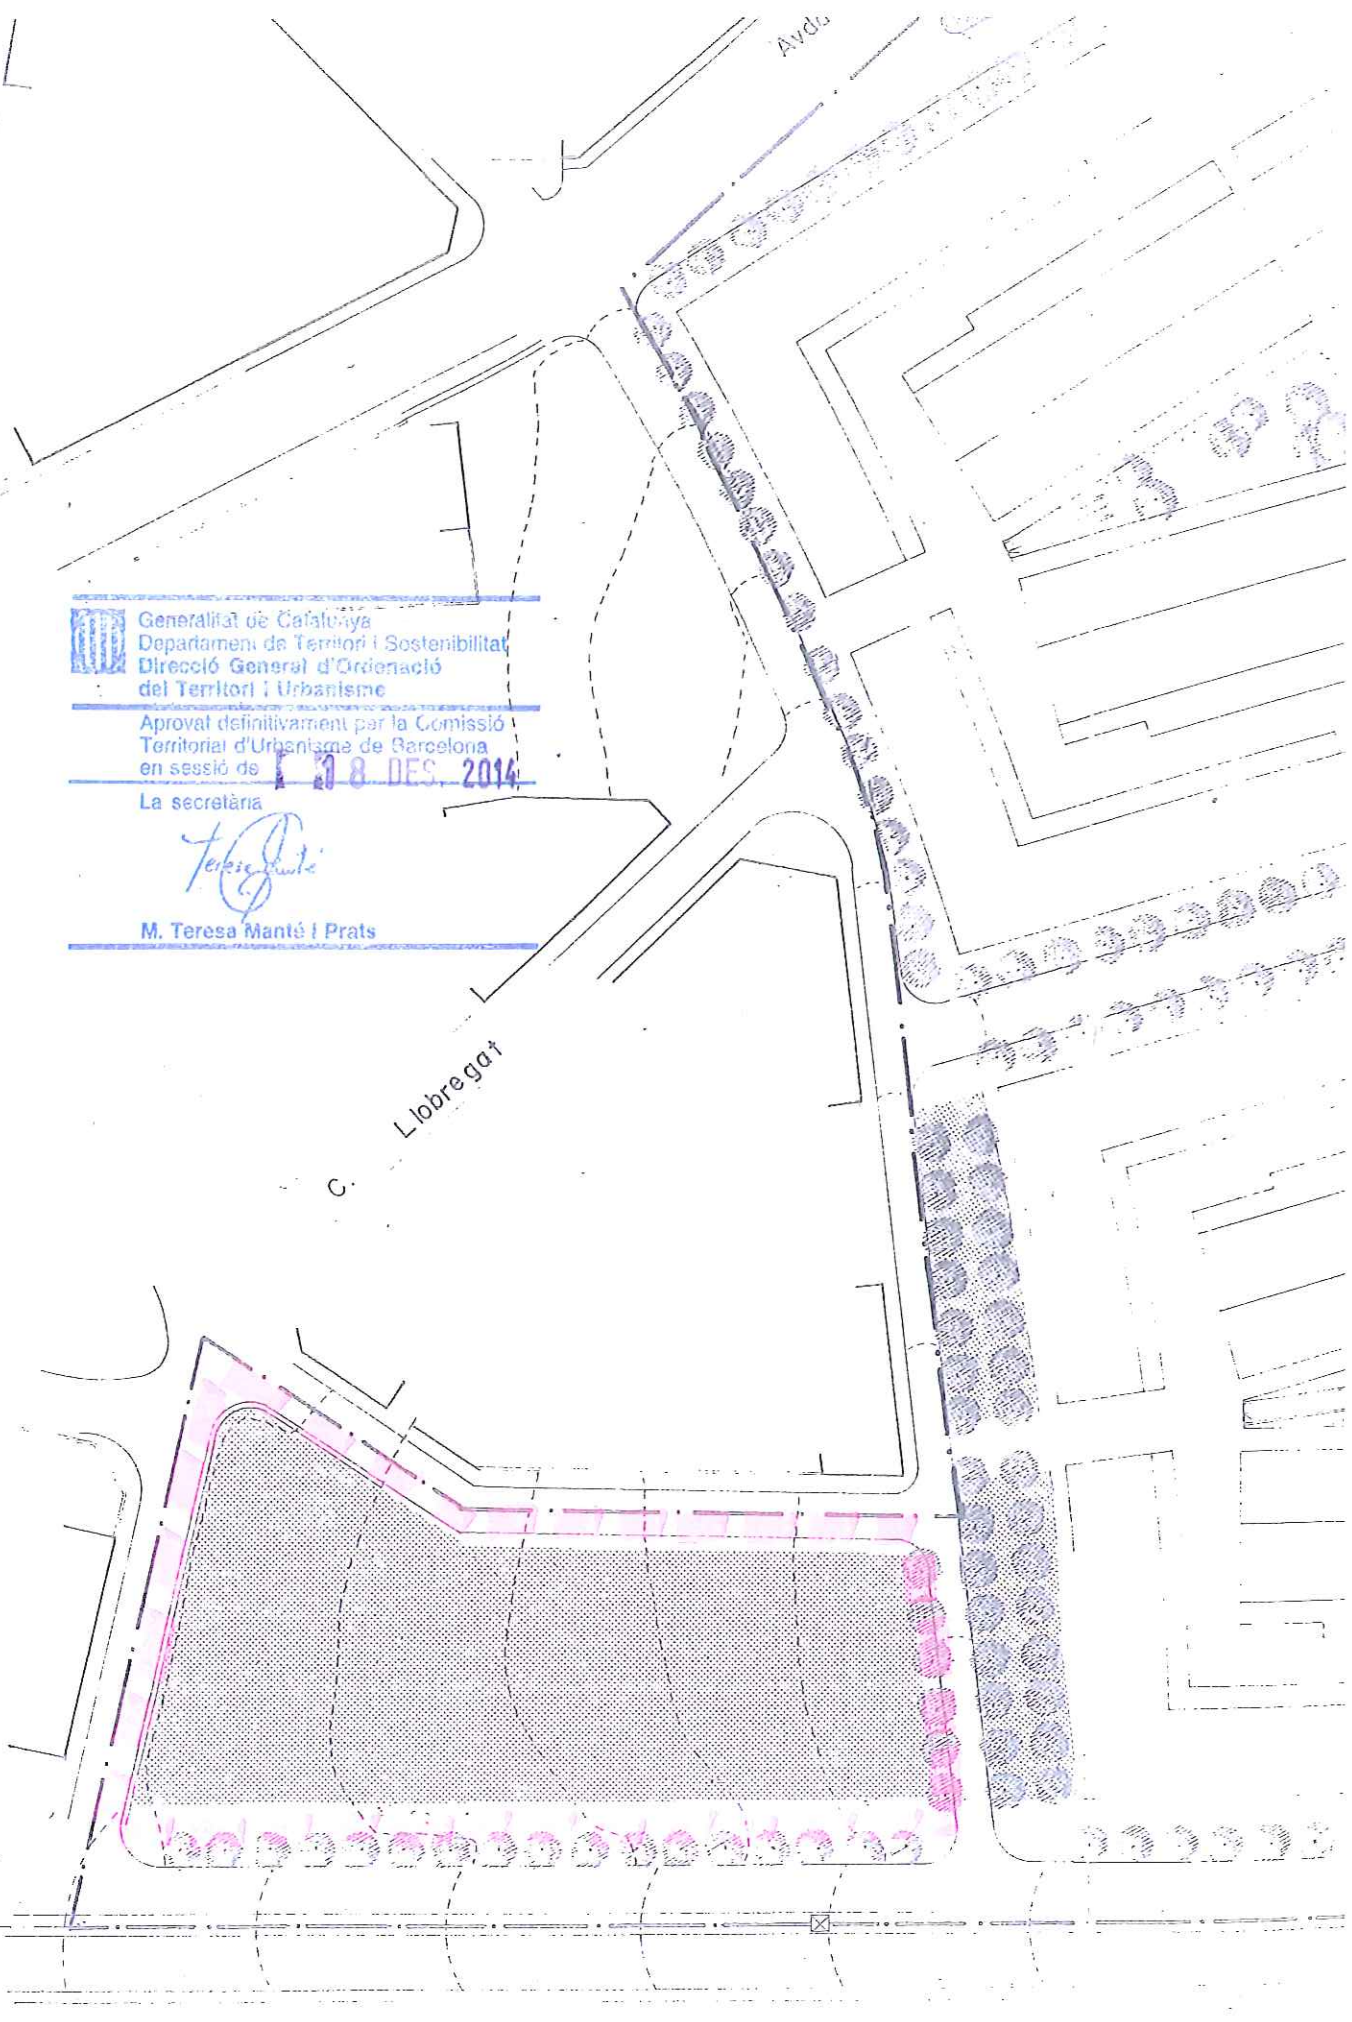 Avda
Generalitat de Catalunya
Departament de Territori i Sostenibilitat
Direcció General d'Ordenació
del Territori i Urbanisme
Aprovat definitivament per la Comissió
Territorial d'Urbanisme de Barcelona
en sessió de 18 DES. 2014
La secretària
M. Teresa Manté i Prats
C. Llobregat